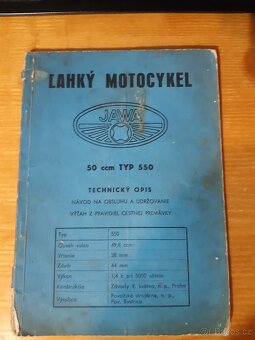 ĽAHKÝ MOTOCYKEL
JAWA
50 ccm TYP 550
TECHNICKÝ OPIS
NÁVOD NA OBSLUHU A UDRŽOVANIE
VÝŤAH Z PRAVIDIEL CESTNEJ PREMÁVKY
Typ 550
Obsah valca 49,8 ccm
Vŕtanie 38 mm
Zdvih 44 mm
Výkon 1,4 k pri 5000 ot/min
Konštrukcia Závody 9. května, n. p., Praha
Výrobca Považské strojárne, n. p., Pov. Bystrica